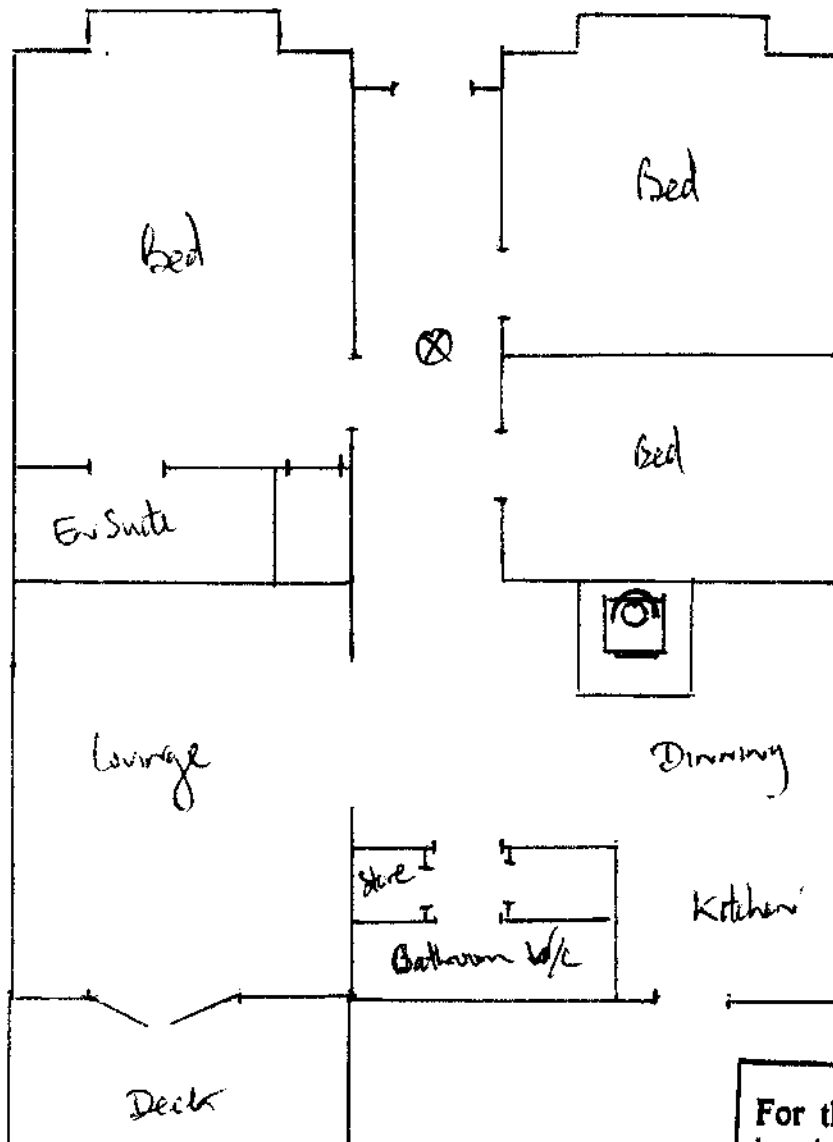 Bed
Bed
Bed
En Suite
Lounge
Dinning
Store
Kitchen
Bathroom W/C
Deck
For th